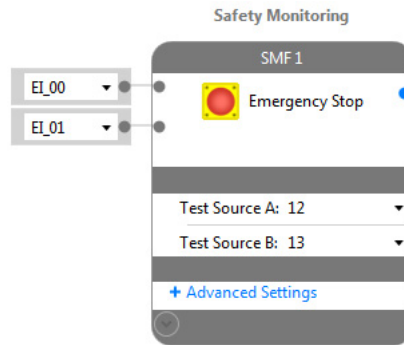 Safety Monitoring
SMF 1
EI_00
Emergency Stop
EI_01
Test Source A: 12
Test Source B: 13
+ Advanced Settings